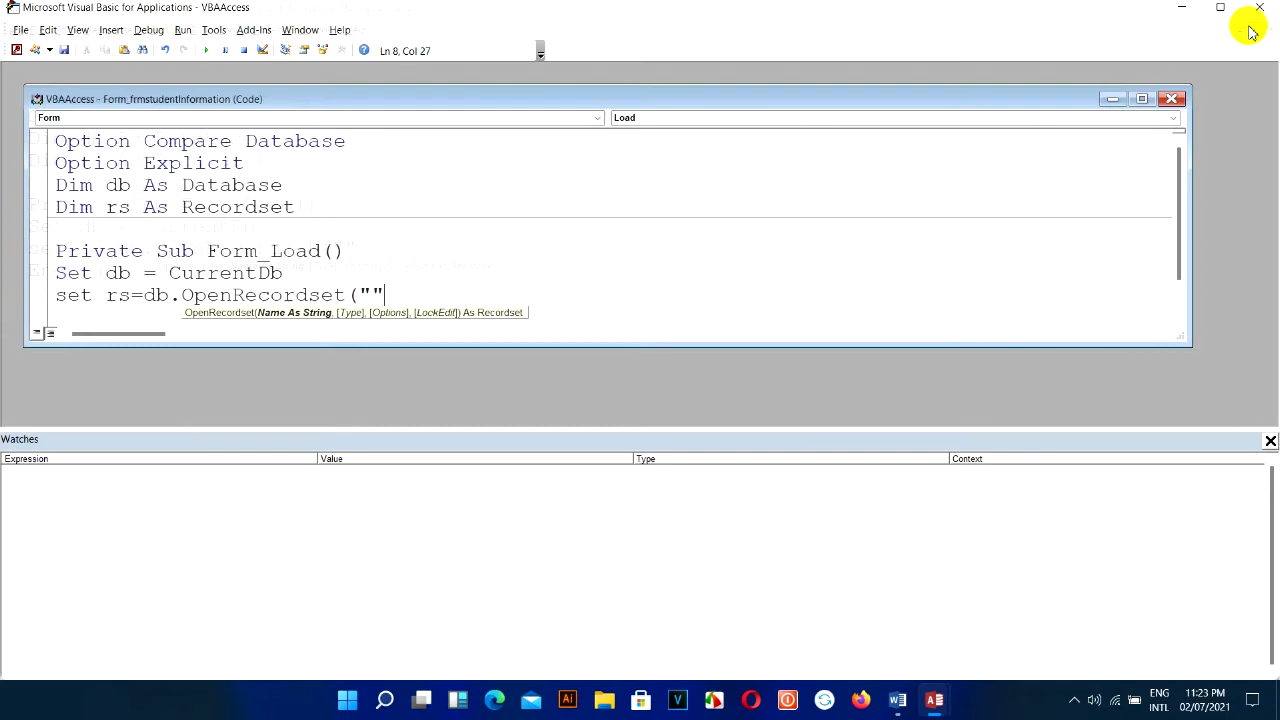 Microsoft Visual Basic for Applications - VBAAccess
File Edit View Insert Debug Run Tools Add-Ins Window Help
Ln 8, Col 27
VBAAccess - Form_frmstudentInformation (Code)
Form Load
Option Compare Database
Option Explicit
Dim db As Database
Dim rs As Recordset
Private Sub Form_Load()
Set db = CurrentDb
set rs=db.OpenRecordset(""
OpenRecordset(Name As String, [Type], [Options], [LockEdit]) As Recordset
Watches
Expression Value Type Context
Ai V W A
ENG 11:23 PM
INTL 02/07/2021